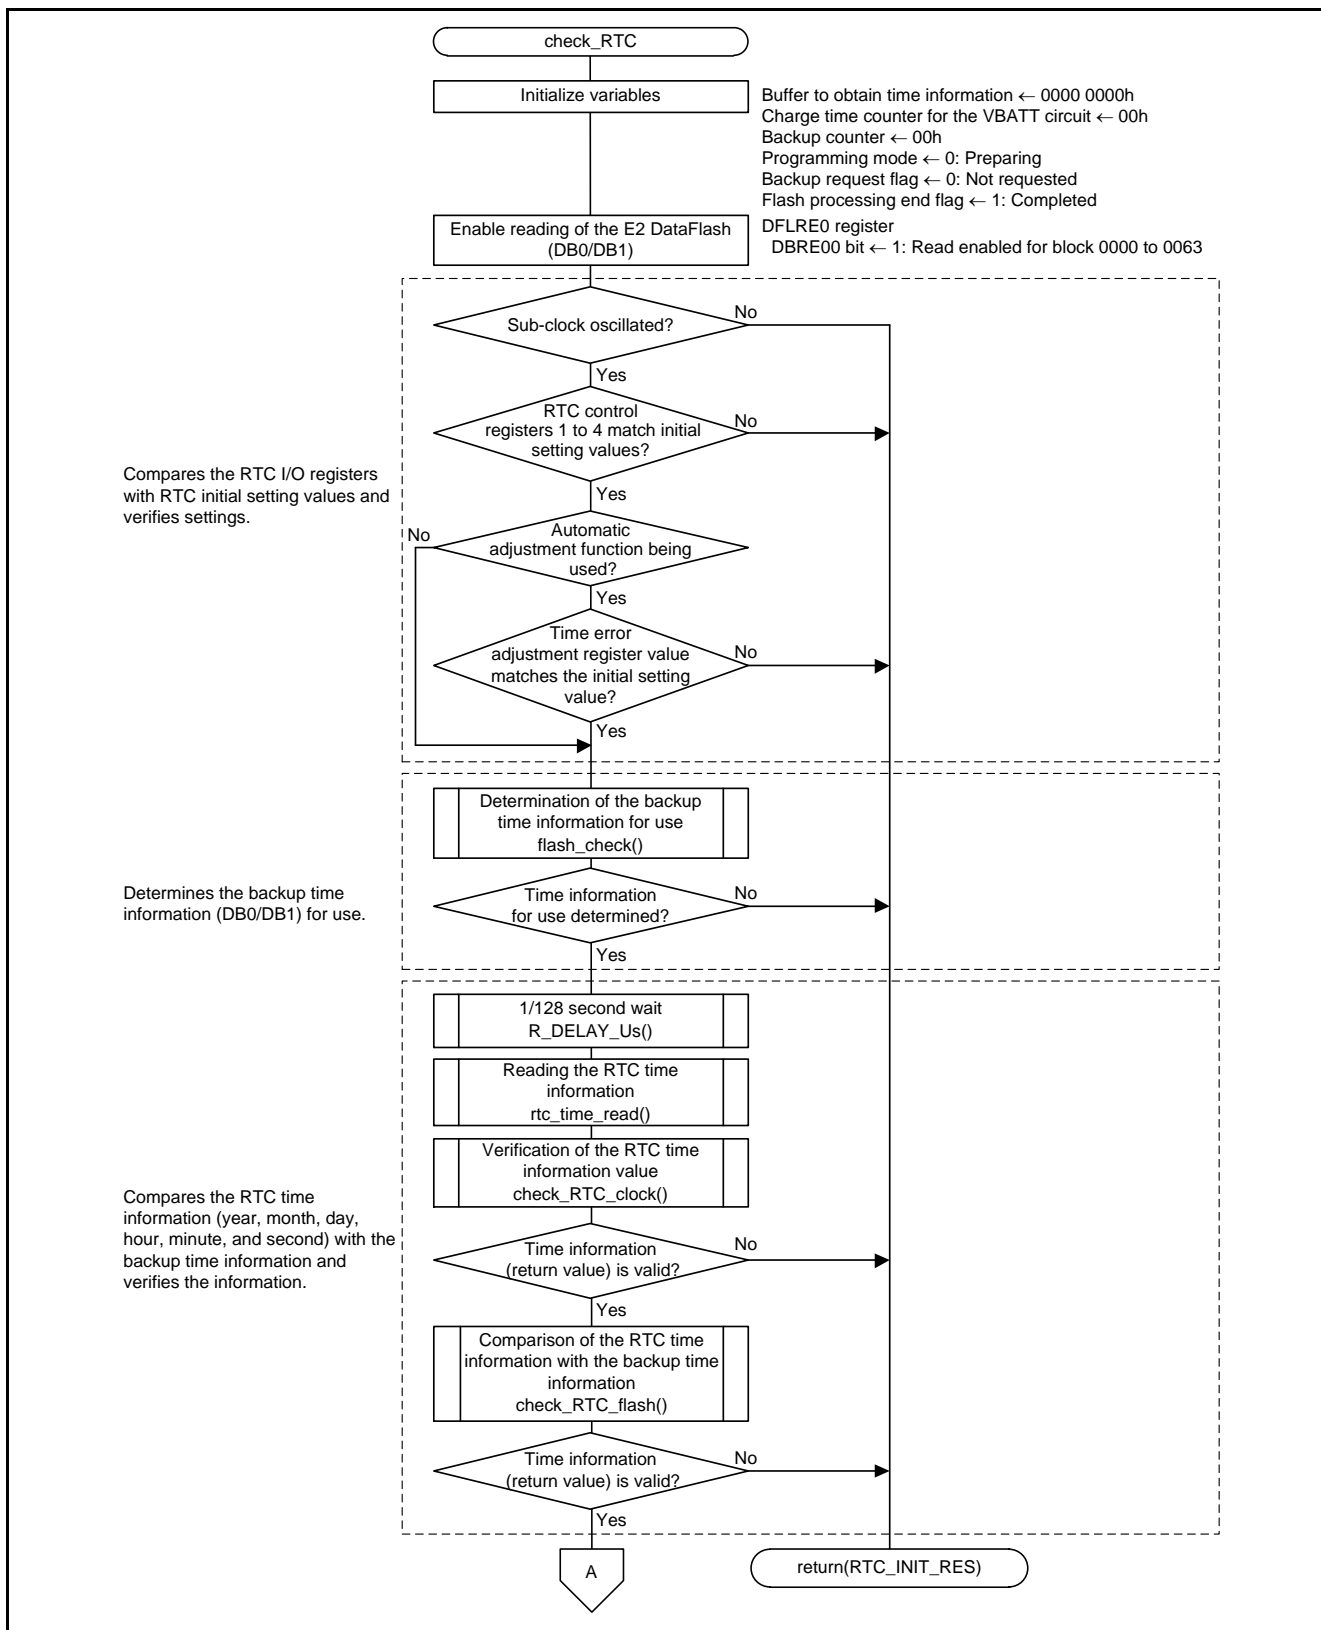 check_RTC
Initialize variables
Buffer to obtain time information ← 0000 0000h
Charge time counter for the VBATT circuit ← 00h
Backup counter ← 00h
Programming mode ← 0: Preparing
Backup request flag ← 0: Not requested
Flash processing end flag ← 1: Completed
Enable reading of the E2 DataFlash
(DB0/DB1)
DFLRE0 register
DBRE00 bit ← 1: Read enabled for block 0000 to 0063
Sub-clock oscillated?
No
Yes
RTC control
registers 1 to 4 match initial
setting values?
No
Yes
Compares the RTC I/O registers
with RTC initial setting values and
verifies settings.
Automatic
adjustment function being
used?
No
Yes
Time error
adjustment register value
matches the initial setting
value?
No
Yes
Determination of the backup
time information for use
flash_check()
Determines the backup time
information (DB0/DB1) for use.
Time information
for use determined?
No
Yes
1/128 second wait
R_DELAY_Us()
Reading the RTC time
information
rtc_time_read()
Verification of the RTC time
information value
check_RTC_clock()
Compares the RTC time
information (year, month, day,
hour, minute, and second) with the
backup time information and
verifies the information.
Time information
(return value) is valid?
No
Yes
Comparison of the RTC time
information with the backup time
information
check_RTC_flash()
Time information
(return value) is valid?
No
Yes
A
return(RTC_INIT_RES)